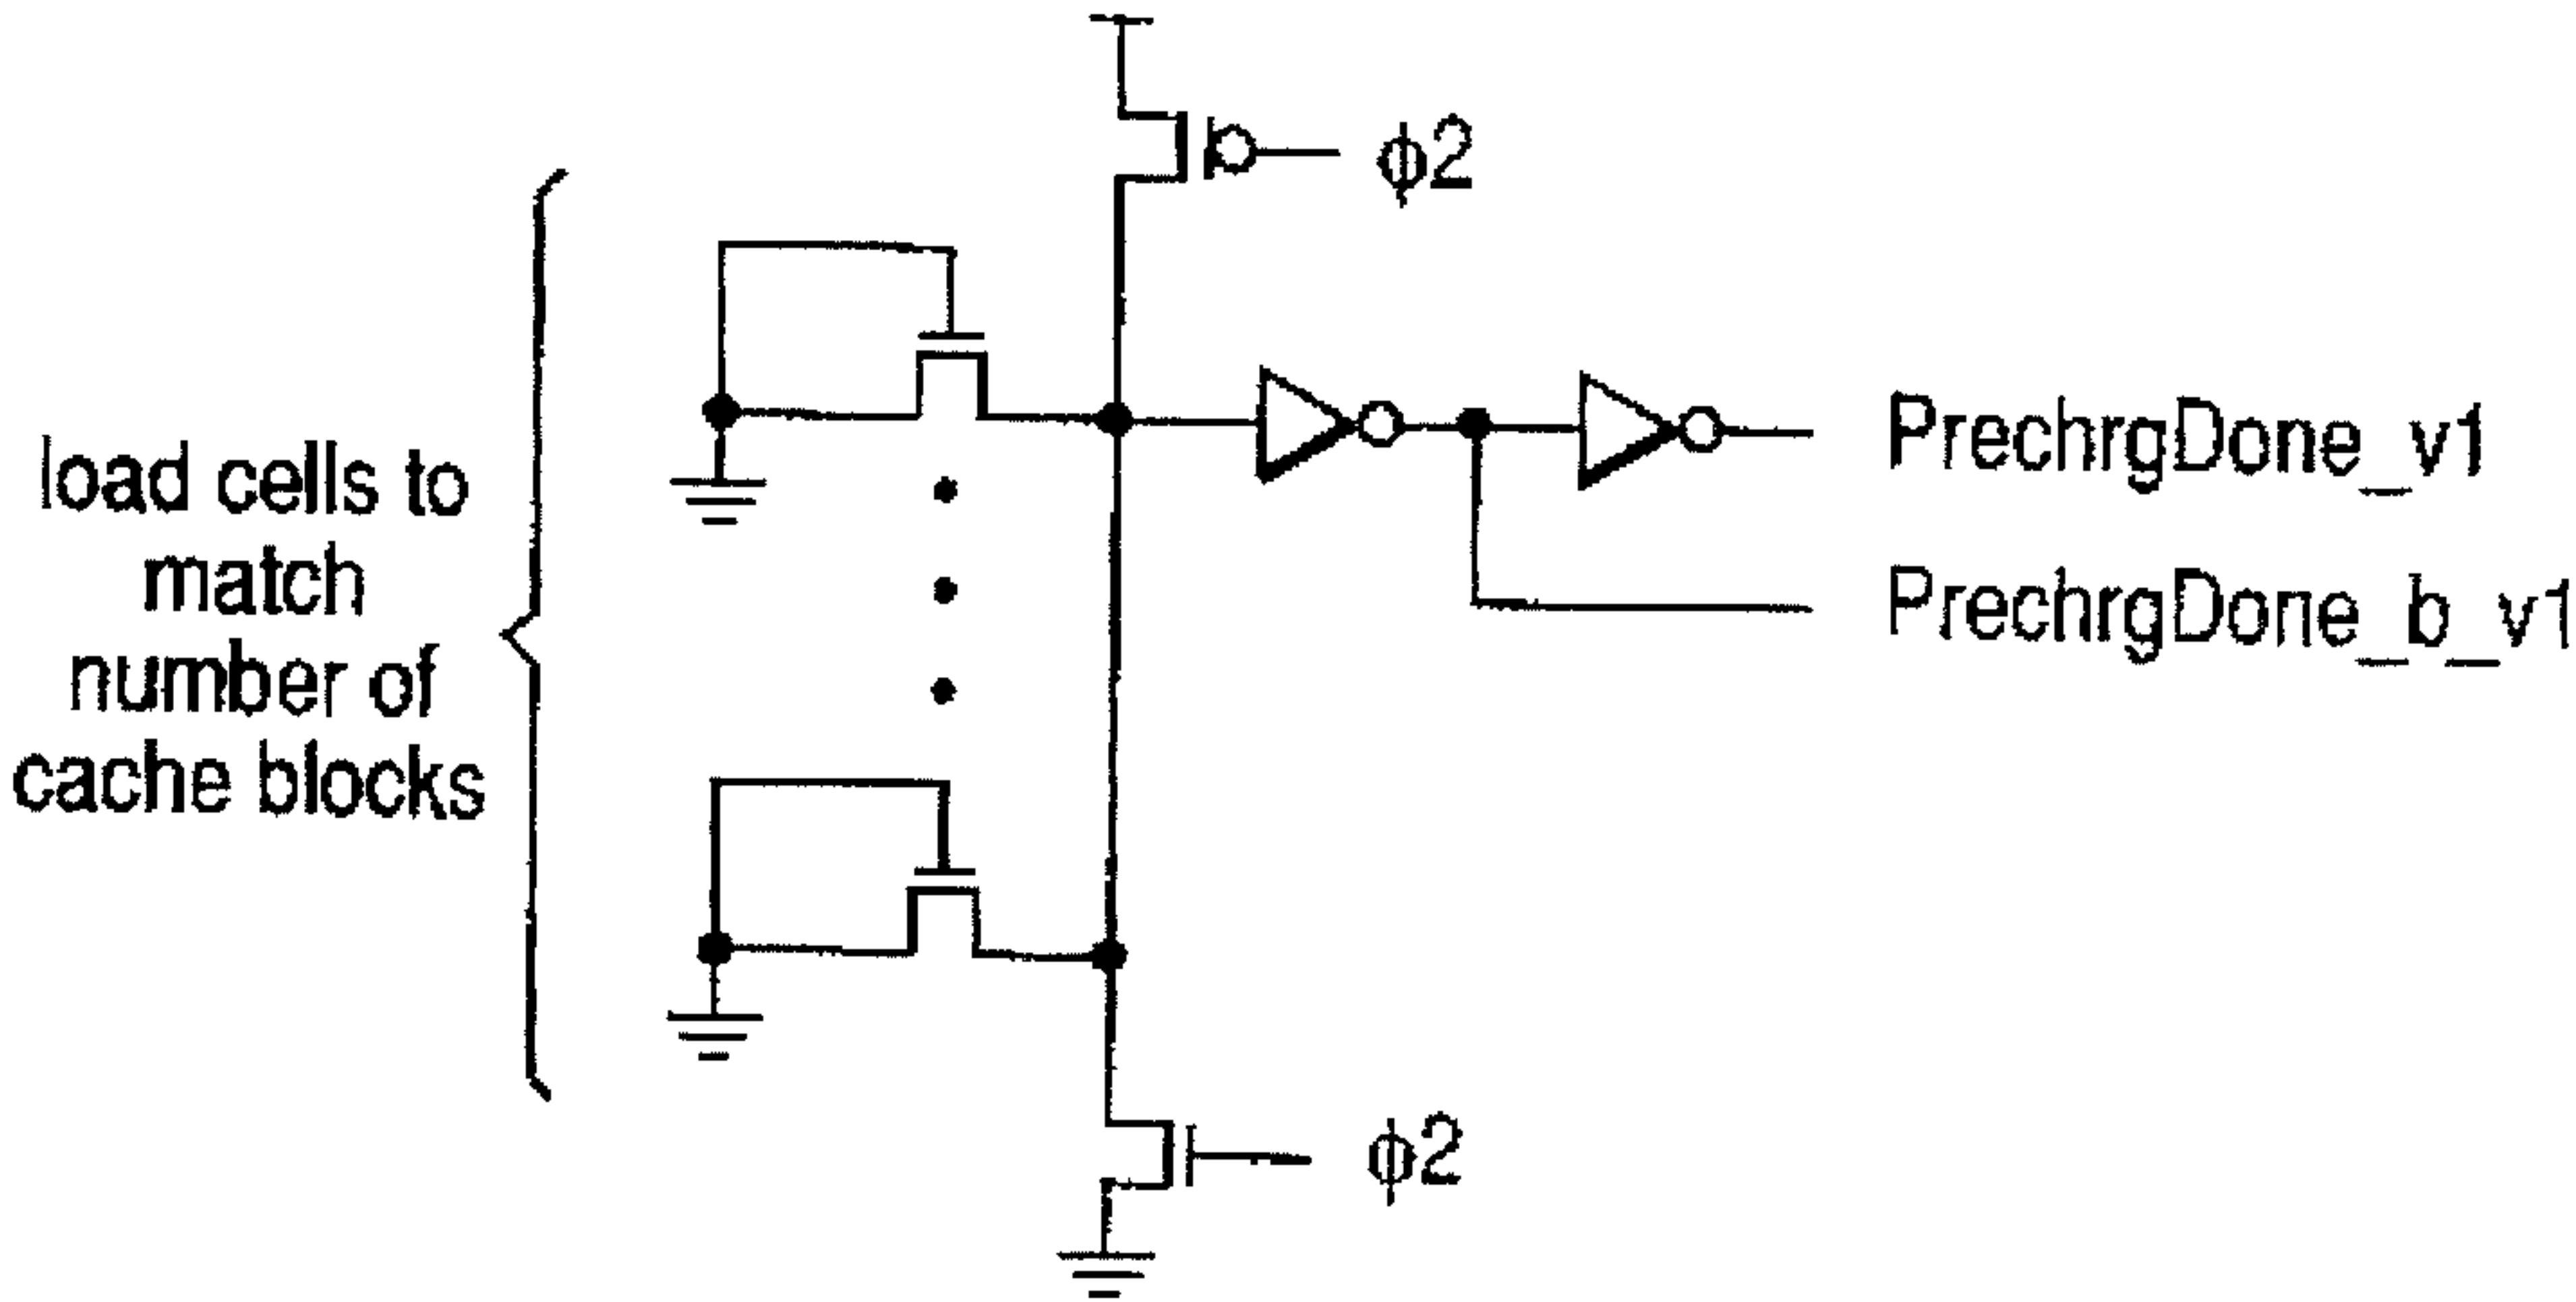 ϕ2
load cells to
match
number of
cache blocks
PrechrgDone_v1
PrechrgDone_b_v1
ϕ2